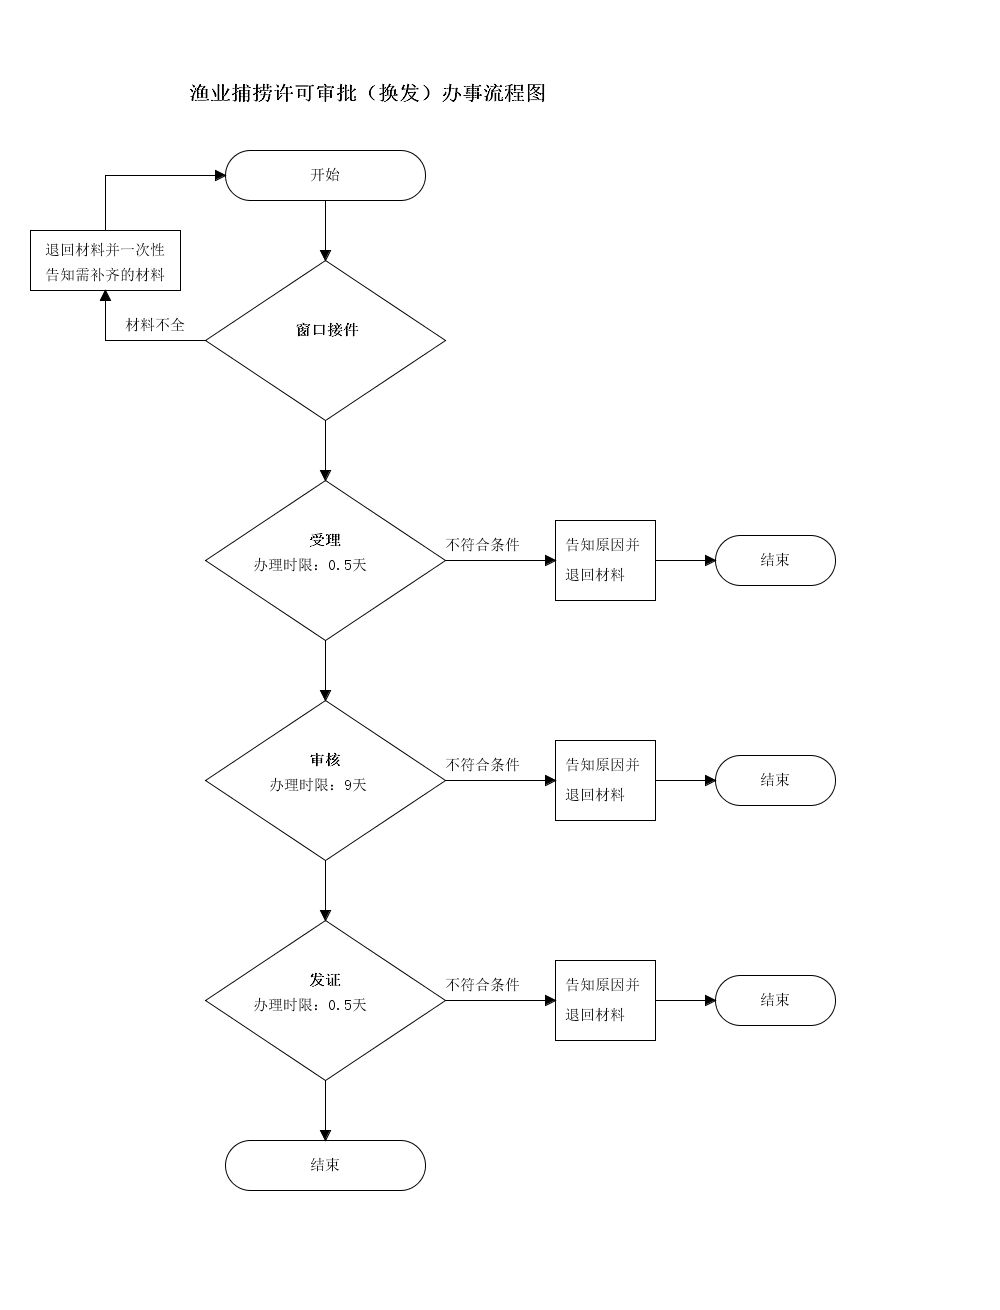 渔业捕捞许可审批（换发）办事流程图
开始
退回材料并一次性
告知需补齐的材料
材料不全
窗口接件
受理
办理时限：0.5天
不符合条件
告知原因并
退回材料
结束
审核
办理时限：9天
不符合条件
告知原因并
退回材料
结束
发证
办理时限：0.5天
不符合条件
告知原因并
退回材料
结束
结束